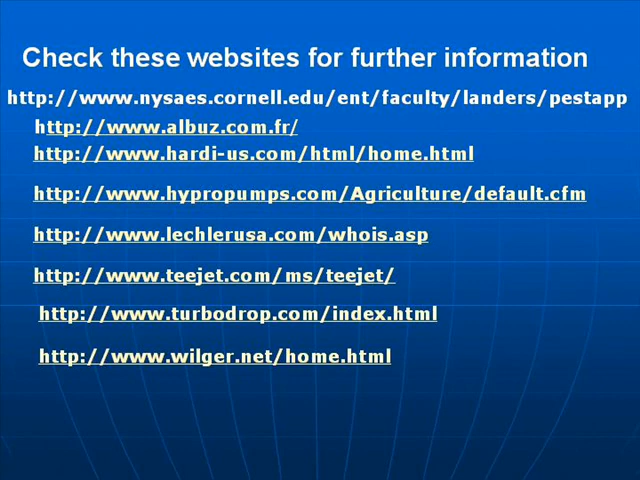 Check these websites for further information
http://www.nysaes.cornell.edu/ent/faculty/landers/pestapp
http://www.albuz.com.fr/
http://www.hardi-us.com/html/home.html
http://www.hypropumps.com/Agriculture/default.cfm
http://www.lechlerusa.com/whois.asp
http://www.teejet.com/ms/teejet/
http://www.turbodrop.com/index.html
http://www.wilger.net/home.html